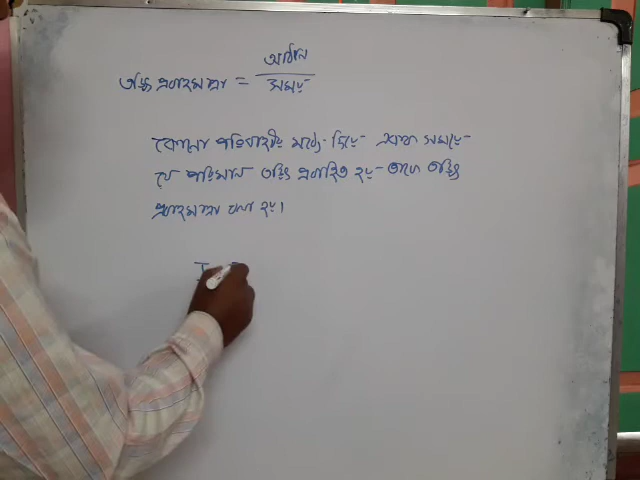 তড়িৎ প্রবাহমাত্রা = আধান / সময়
কোনো পরিবাহীর মধ্যে দিয়ে একক সময়ে
যে পরিমান তড়িৎ প্রবাহিত হয় তাকে তড়িৎ
প্রবাহমাত্রা বলা হয়।
I